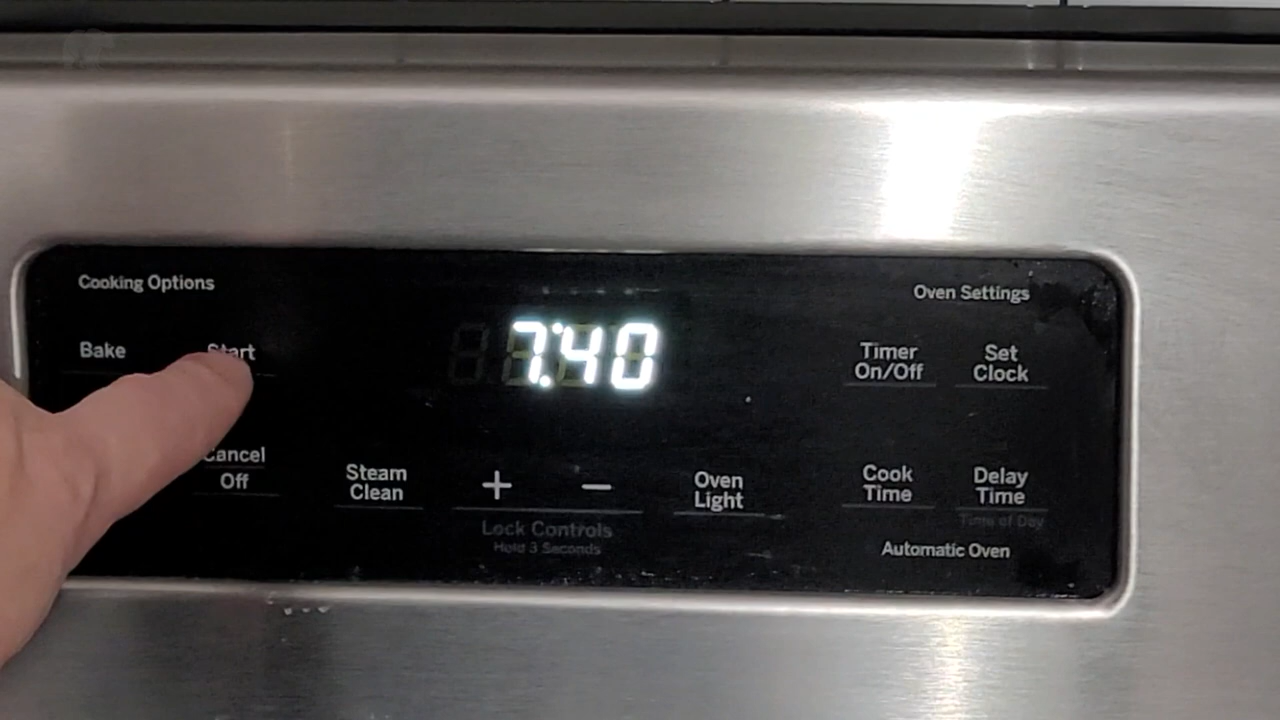 Cooking Options
Oven Settings
Bake
Start
7:40
Timer
On/Off
Set
Clock
Cancel
Off
Steam
Clean
+
−
Oven
Light
Cook
Time
Delay
Time
Time of Day
Lock Controls
Hold 3 Seconds
Automatic Oven